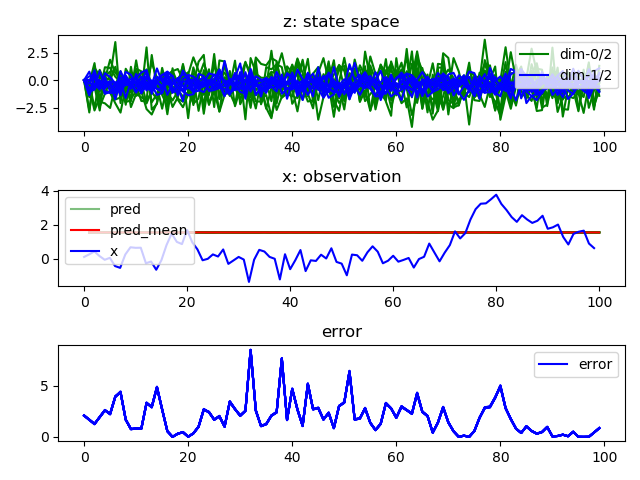 z: state space
2.5
0.0
−2.5
dim-0/2
dim-1/2
0 20 40 60 80 100
x: observation
4
2
0
pred
pred_mean
x
0 20 40 60 80 100
error
5
0
error
0 20 40 60 80 100